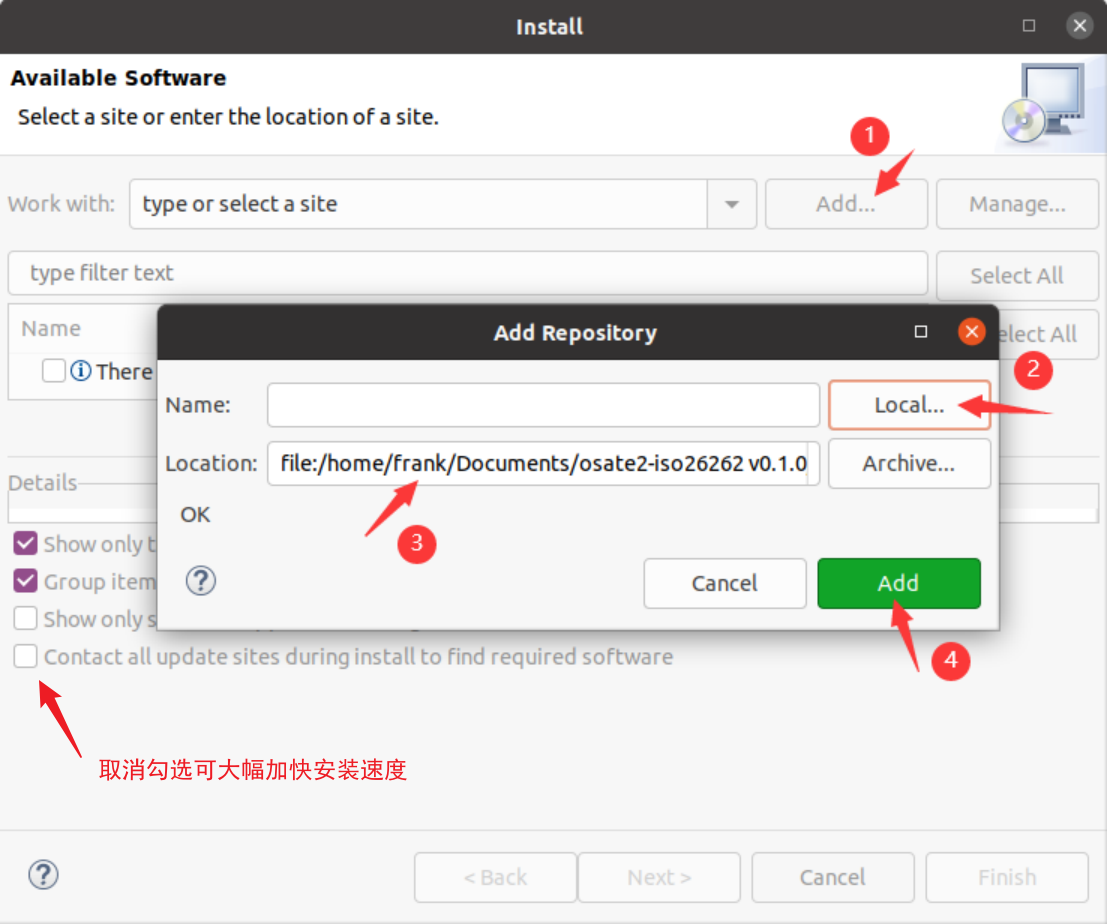 Install
Available Software
Select a site or enter the location of a site.
1
Work with:
type or select a site
Add...
Manage...
type filter text
Select All
Name
Add Repository
elect All
There
2
Name:
Local...
Location:
file:/home/frank/Documents/osate2-iso26262 v0.1.0
Archive...
Details
OK
3
Show only t
Group item
Cancel
Add
Show only s
4
Contact all update sites during install to find required software
取消勾选可大幅加快安装速度
< Back
Next >
Cancel
Finish